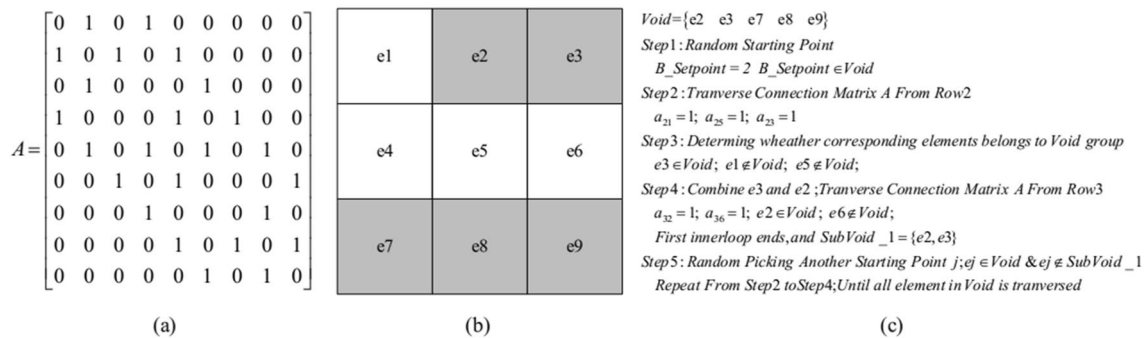 0 1 0 1 0 0 0 0 0
1 0 1 0 1 0 0 0 0
0 1 0 0 0 1 0 0 0
1 0 0 0 1 0 1 0 0
A= 0 1 0 1 0 1 0 1 0
0 0 1 0 1 0 0 0 1
0 0 0 1 0 0 0 1 0
0 0 0 0 1 0 1 0 1
0 0 0 0 0 1 0 1 0
(a)
e1 e2 e3
e4 e5 e6
e7 e8 e9
(b)
Void={e2 e3 e7 e8 e9}
Step1:Random Starting Point
B_Setpoint = 2 B_Setpoint ∈Void
Step2:Tranverse Connection Matrix A From Row2
a21 =1; a25 =1; a23 =1
Step3:Determing wheather corresponding elements belongs to Void group
e3∈Void; e1∉Void; e5∉Void;
Step4:Combine e3 and e2 ;Tranverse Connection Matrix A From Row3
a32 =1; a36 =1; e2∈Void; e6∉Void;
First innerloop ends,and SubVoid _1={e2,e3}
Step5:Random Picking Another Starting Point j;ej ∈Void &ej ∉ SubVoid _1
Repeat From Step2 toStep4;Until all element in Void is tranversed
(c)